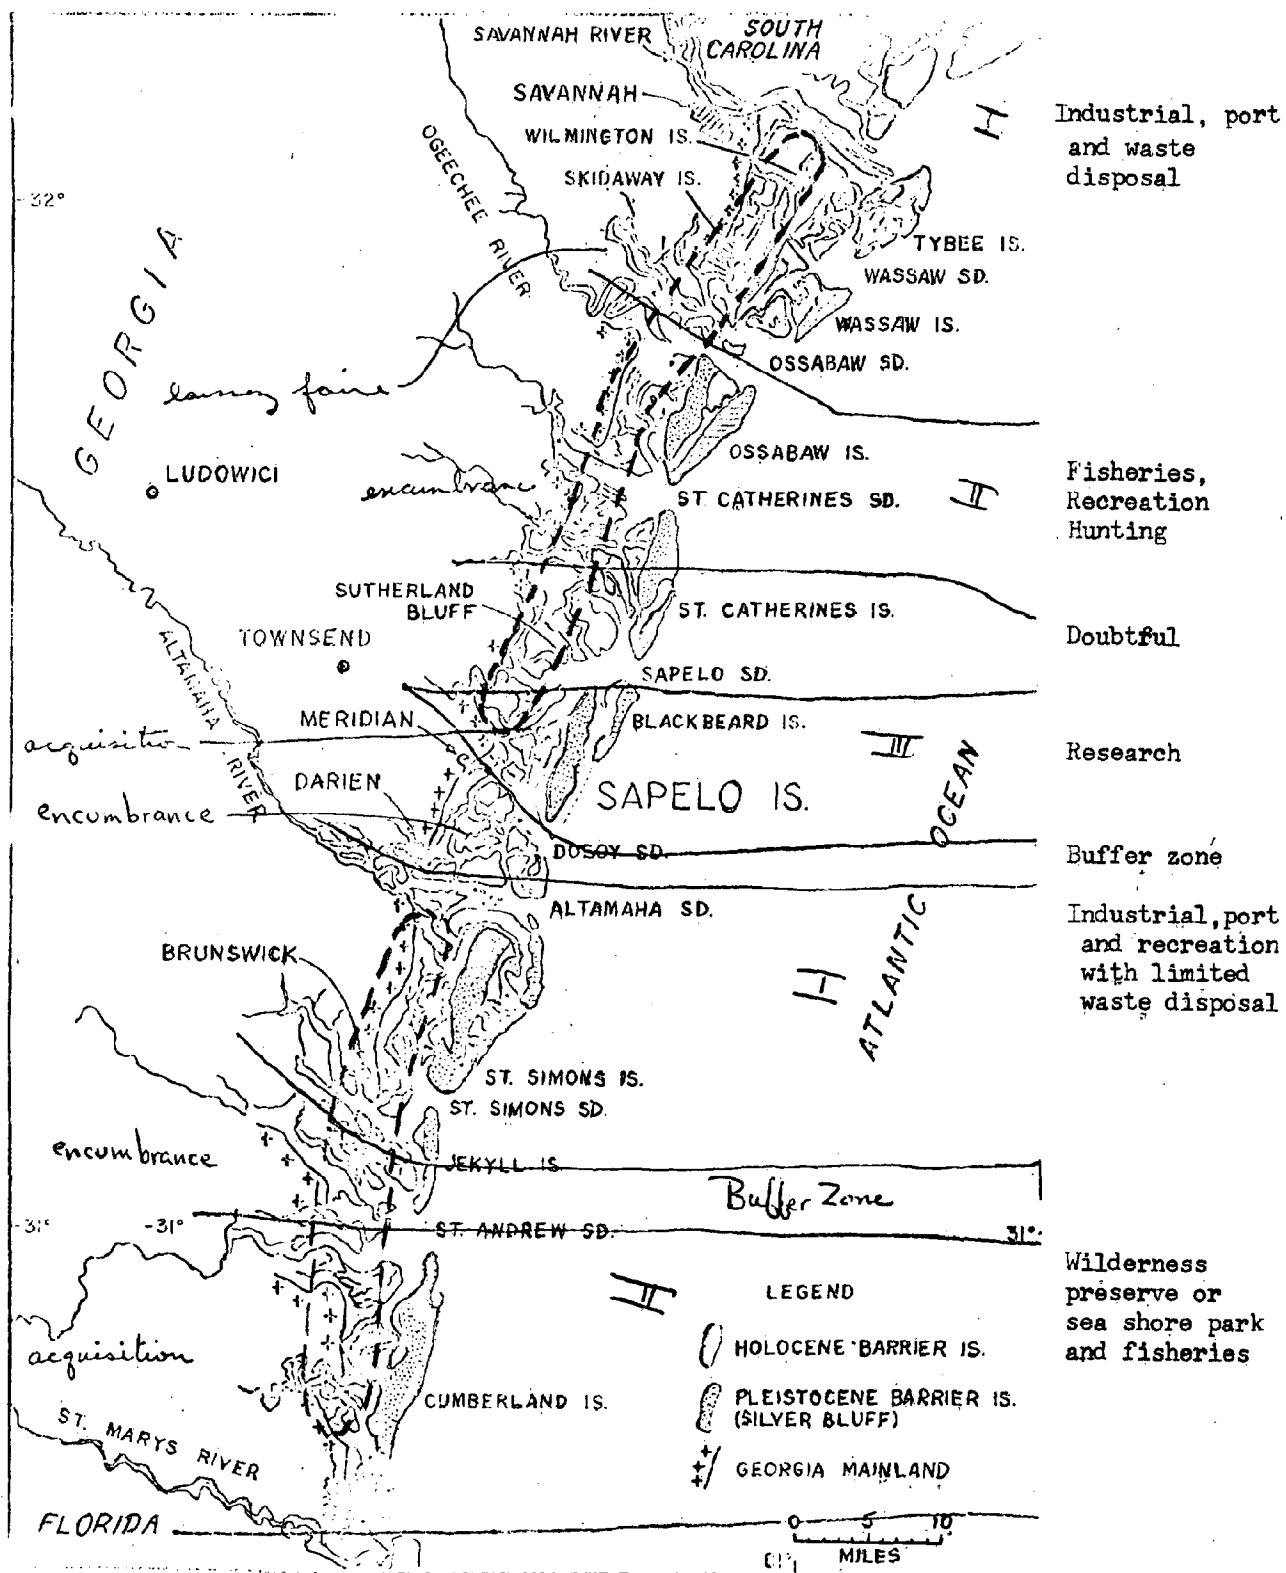 SOUTH
CAROLINA
SAVANNAH RIVER
SAVANNAH
WILMINGTON IS.
SKIDAWAY IS.
OGEECHEE RIVER
Industrial, port
and waste
disposal
32°
TYBEE IS.
WASSAW SD.
WASSAW IS.
OSSABAW SD.
GEORGIA
laissez faire
LUDOWICI
OSSABAW IS.
encumbrance
ST. CATHERINES SD.
II
Fisheries,
Recreation
Hunting
SUTHERLAND
BLUFF
ST. CATHERINES IS.
TOWNSEND
Doubtful
ALTAMAHA RIVER
SAPELO SD.
MERIDIAN
BLACKBEARD IS.
acquisition
III
Research
DARIEN
SAPELO IS.
encumbrance
DOBOY SD.
Buffer zone
ALTAMAHA SD.
ATLANTIC OCEAN
Industrial, port
and recreation
with limited
waste disposal
BRUNSWICK
I
I
ST. SIMONS IS.
ST. SIMONS SD.
encumbrance
JEKYLL IS.
Buffer Zone
31°
-31°
ST. ANDREW SD.
31°
Wilderness
preserve or
sea shore park
and fisheries
II
LEGEND
HOLOCENE BARRIER IS.
acquisition
CUMBERLAND IS.
PLEISTOCENE BARRIER IS.
(SILVER BLUFF)
ST. MARYS RIVER
GEORGIA MAINLAND
FLORIDA
0 5 10
MILES